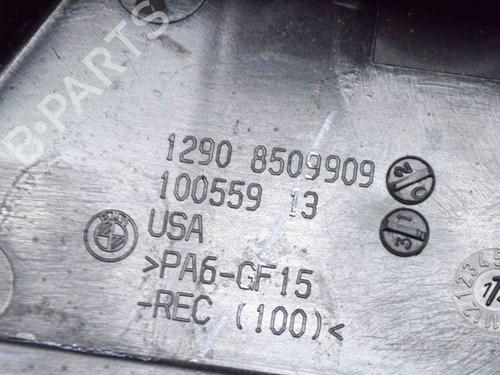 B-PARTS
1290 8509909
100559 13
USA
>PA6-GF15
-REC (100)<